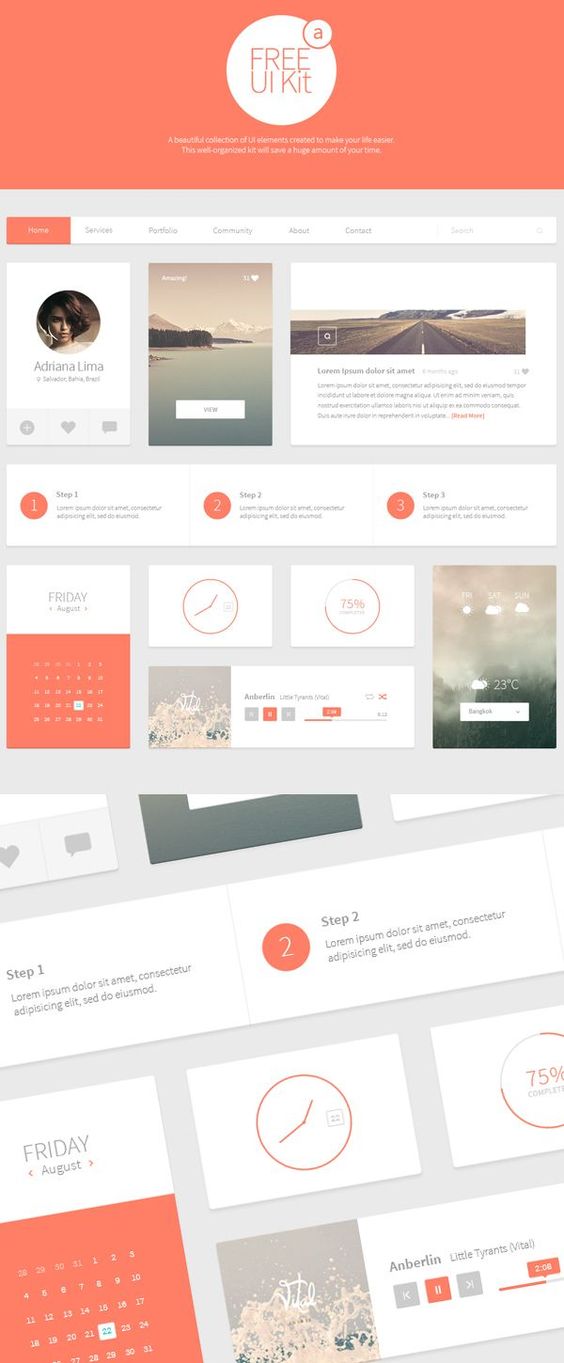 a
FREE
UI Kit
A beautiful collection of UI elements created to make your life easier.
This well-organized kit will save a huge amount of your time.
Home Services Portfolio Community About Contact Search
Adriana Lima
Salvador, Bahia, Brazil
Amazing! 31
VIEW
Lorem Ipsum dolor sit amet 6 months ago 31
Lorem ipsum dolor sit amet, consectetur adipisicing elit, sed do eiusmod tempor
incididunt ut labore et dolore magna aliqua. Ut enim ad minim veniam, quis
nostrud exercitation ullamco laboris nisi ut aliquip ex ea commodo consequat.
Duis aute irure dolor in reprehenderit in voluptate... [Read More]
1
Step 1
Lorem ipsum dolor sit amet, consectetur
adipisicing elit, sed do eiusmod.
2
Step 2
Lorem ipsum dolor sit amet, consectetur
adipisicing elit, sed do eiusmod.
3
Step 3
Lorem ipsum dolor sit amet, consectetur
adipisicing elit, sed do eiusmod.
FRIDAY
August
28 29 30 31 1 2 3
4 5 6 7 8 9 10
11 12 13 14 15 16 17
18 19 20 21 22 23 24
25 26 27 28 29 30 31
75%
COMPLETED
FRI SAT SUN
23°C
Bangkok
Vital
Anberlin Little Tyrants (Vital)
2:08
Step 1
Lorem ipsum dolor sit amet, consectetur
adipisicing elit, sed do eiusmod.
2
Step 2
Lorem ipsum dolor sit amet, consectetur
adipisicing elit, sed do eiusmod.
75%
COMPLETE
FRIDAY
August
28 29 30 31 1 2 3
4 5 6 7 8 9 10
11 12 13 14 15 16 17
18 19 20 21 22 23 24
25 26 27 28 29 30 31
Vital
Anberlin Little Tyrants (Vital)
2:08